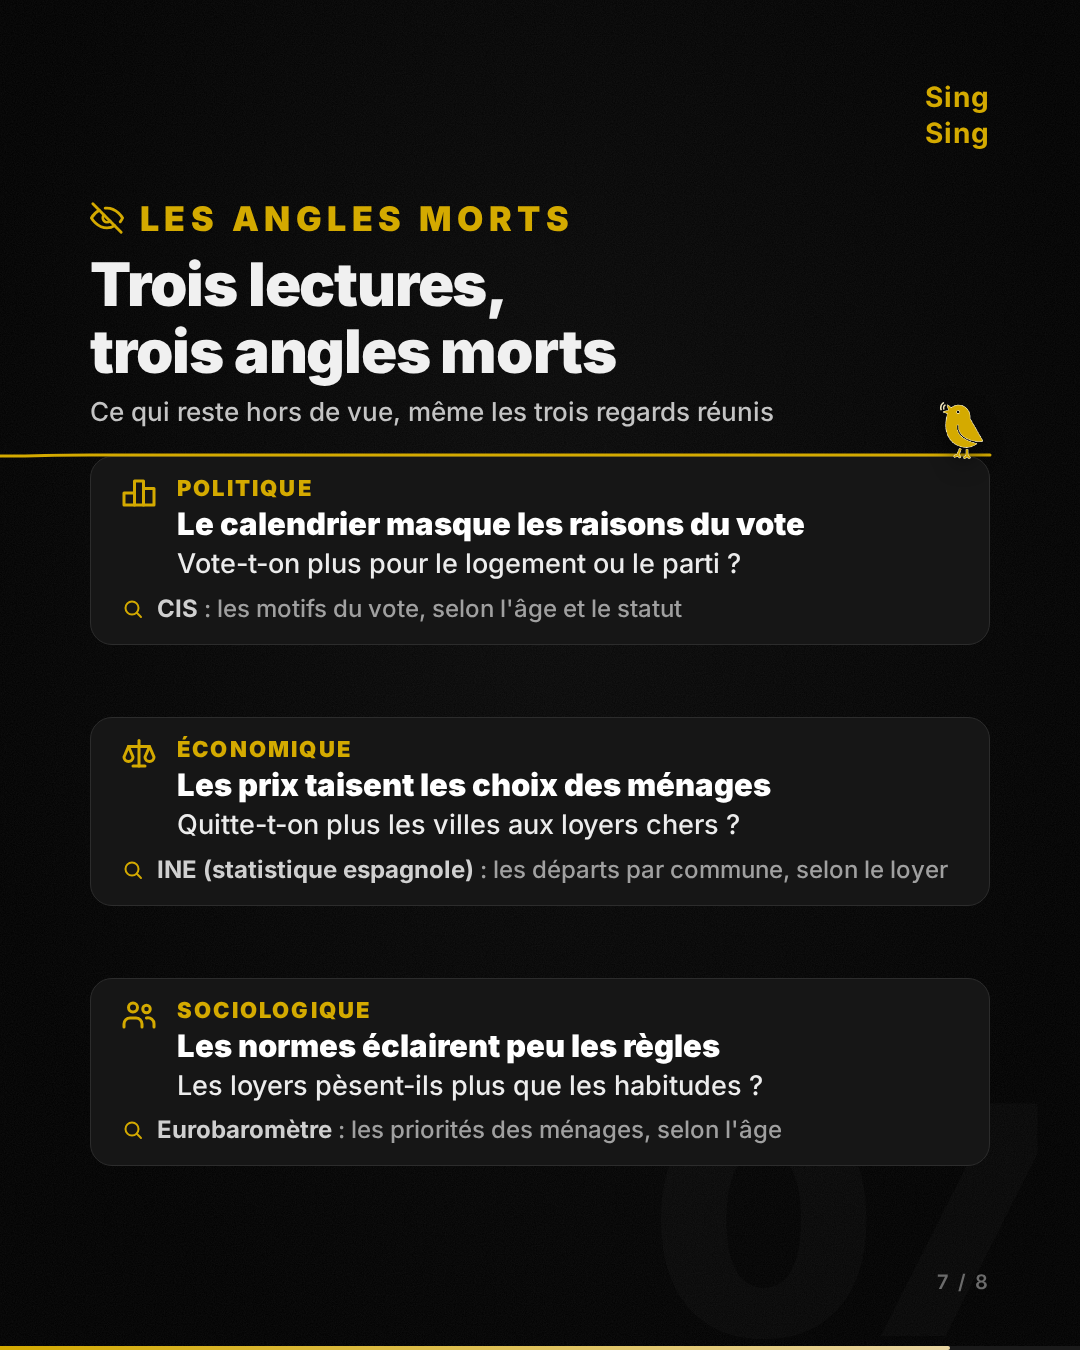 Sing
Sing
LES ANGLES MORTS
Trois lectures,
trois angles morts
Ce qui reste hors de vue, même les trois regards réunis
POLITIQUE
Le calendrier masque les raisons du vote
Vote-t-on plus pour le logement ou le parti ?
CIS : les motifs du vote, selon l'âge et le statut
ÉCONOMIQUE
Les prix taisent les choix des ménages
Quitte-t-on plus les villes aux loyers chers ?
INE (statistique espagnole) : les départs par commune, selon le loyer
SOCIOLOGIQUE
Les normes éclairent peu les règles
Les loyers pèsent-ils plus que les habitudes ?
Eurobaromètre : les priorités des ménages, selon l'âge
07
7 / 8